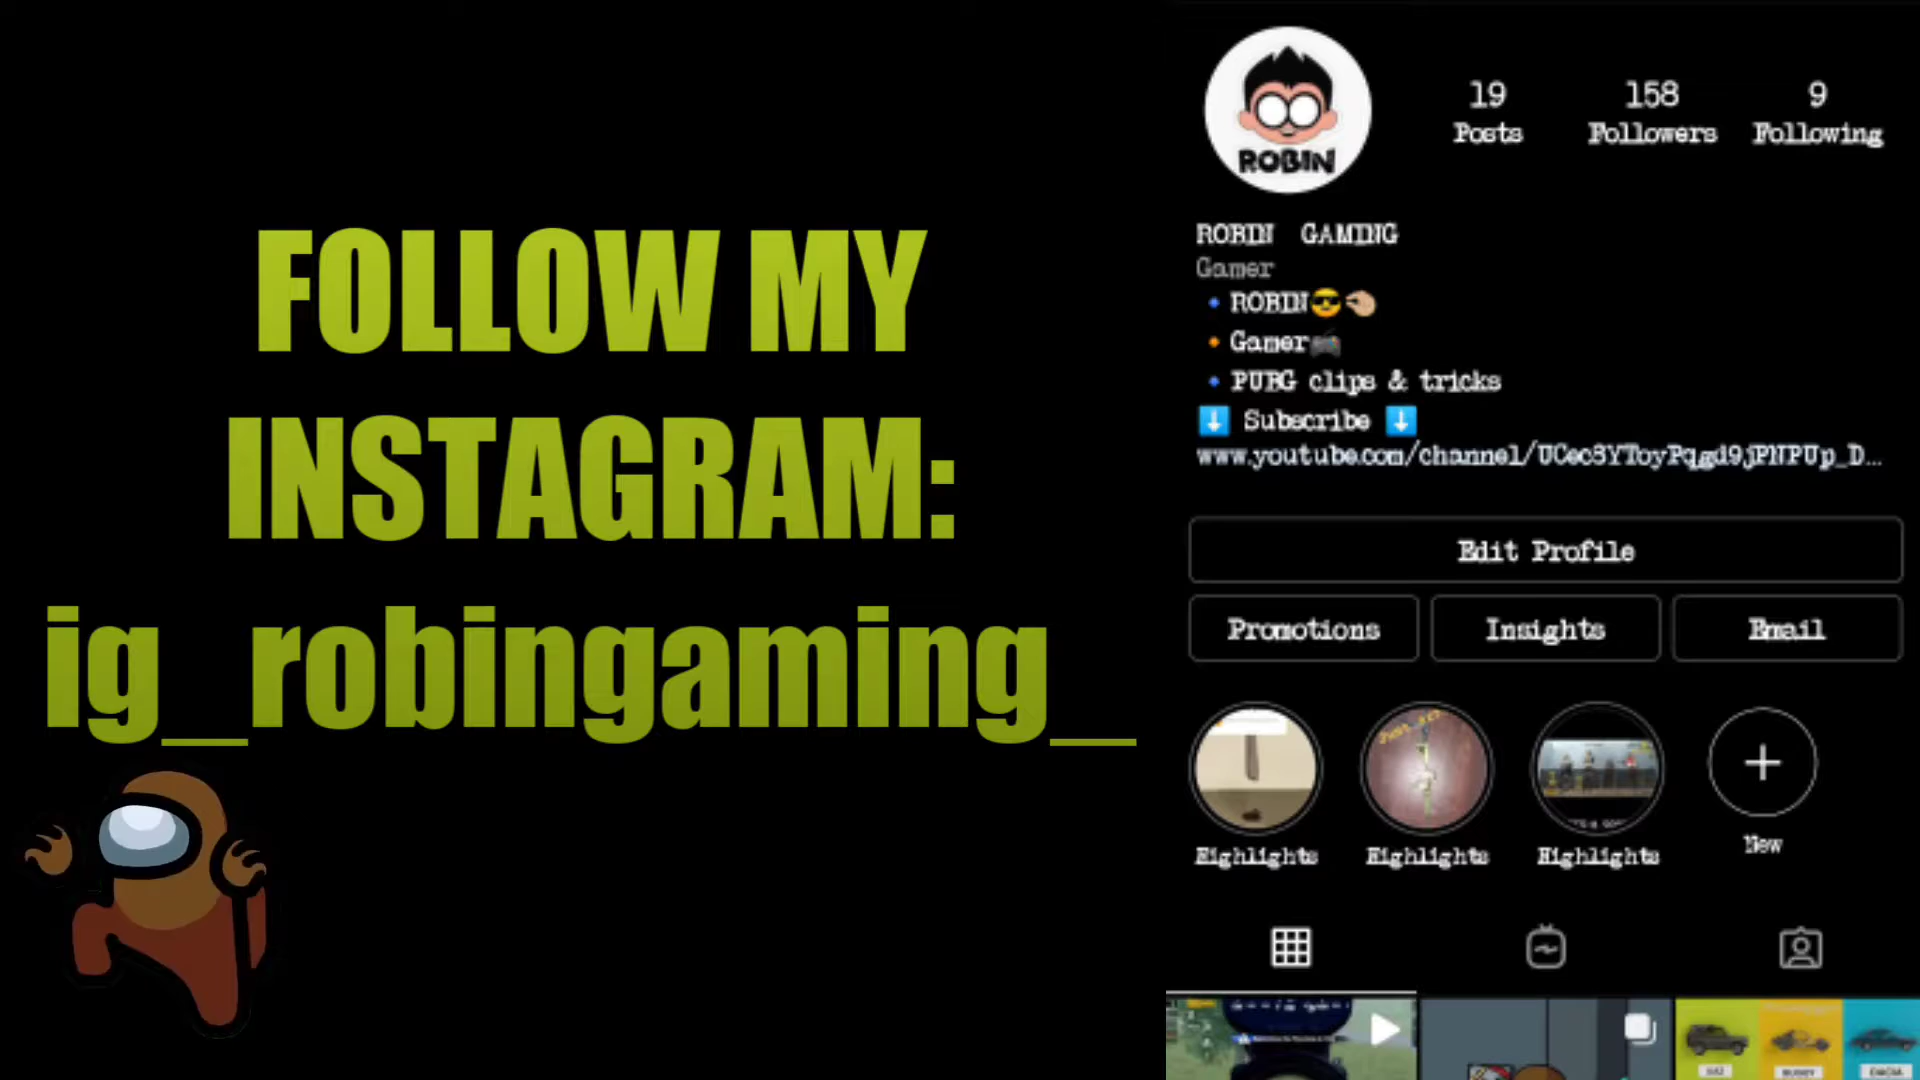 FOLLOW MY
INSTAGRAM:
ig_robingaming_
ROBIN
19
Posts
158
Followers
9
Following
ROBIN GAMING
Gamer
ROBIN
Gamer
PUBG clips & tricks
Subscribe
Edit Profile
Promotions
Insights
Email
Highlights
Highlights
Highlights
New